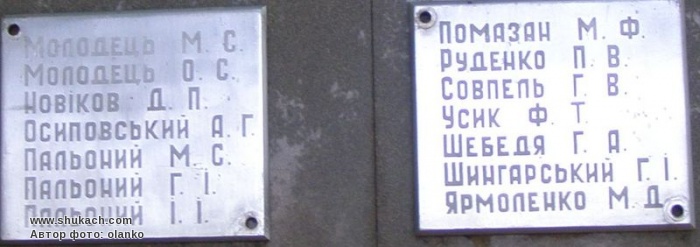 Молодець М. С.
Молодець О. С.
Новіков Д. П.
Осиповський А. Г.
Пальоний М. С.
Пальоний Г. І.
Пальоний І. І.
Помазан М. Ф.
Руденко П. В.
Совпель Г. В.
Усик Ф. Т.
Шебедя Г. А.
Шингарський Г. І.
Ярмоленко М. Д.
www.shukach.com
Автор фото: olanko